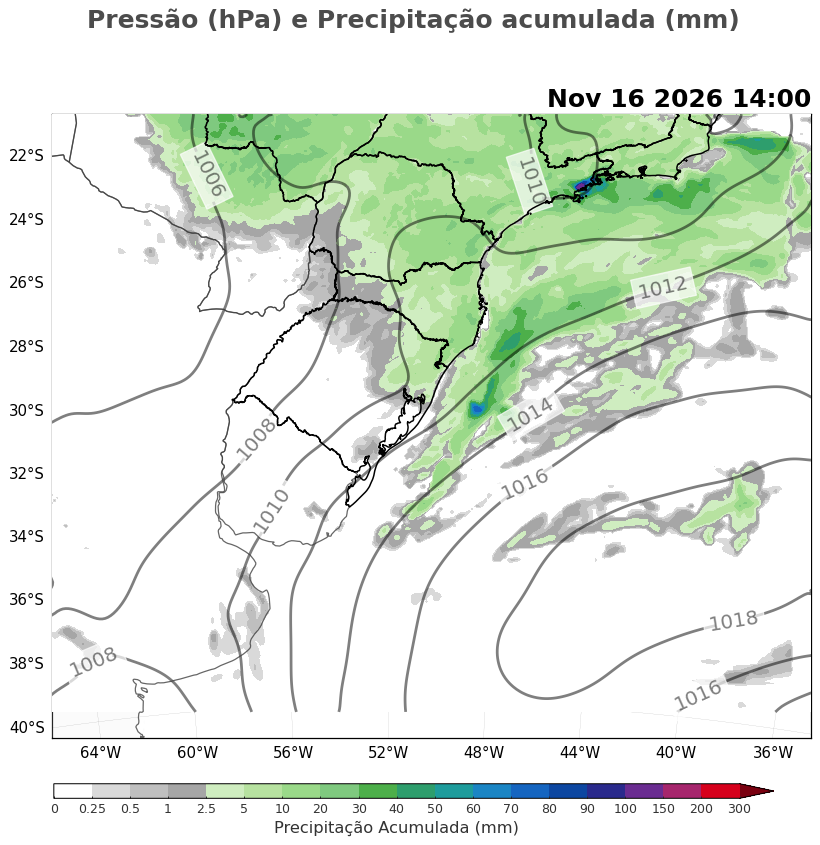 Pressão (hPa) e Precipitação acumulada (mm)
Nov 16 2026 14:00
22°S
24°S
26°S
28°S
30°S
32°S
34°S
36°S
38°S
40°S
1006
1010
1012
1014
1008
1016
1010
1018
1008
1016
64°W 60°W 56°W 52°W 48°W 44°W 40°W 36°W
0 0.25 0.5 1 2.5 5 10 20 30 40 50 60 70 80 90 100 150 200 300
Precipitação Acumulada (mm)